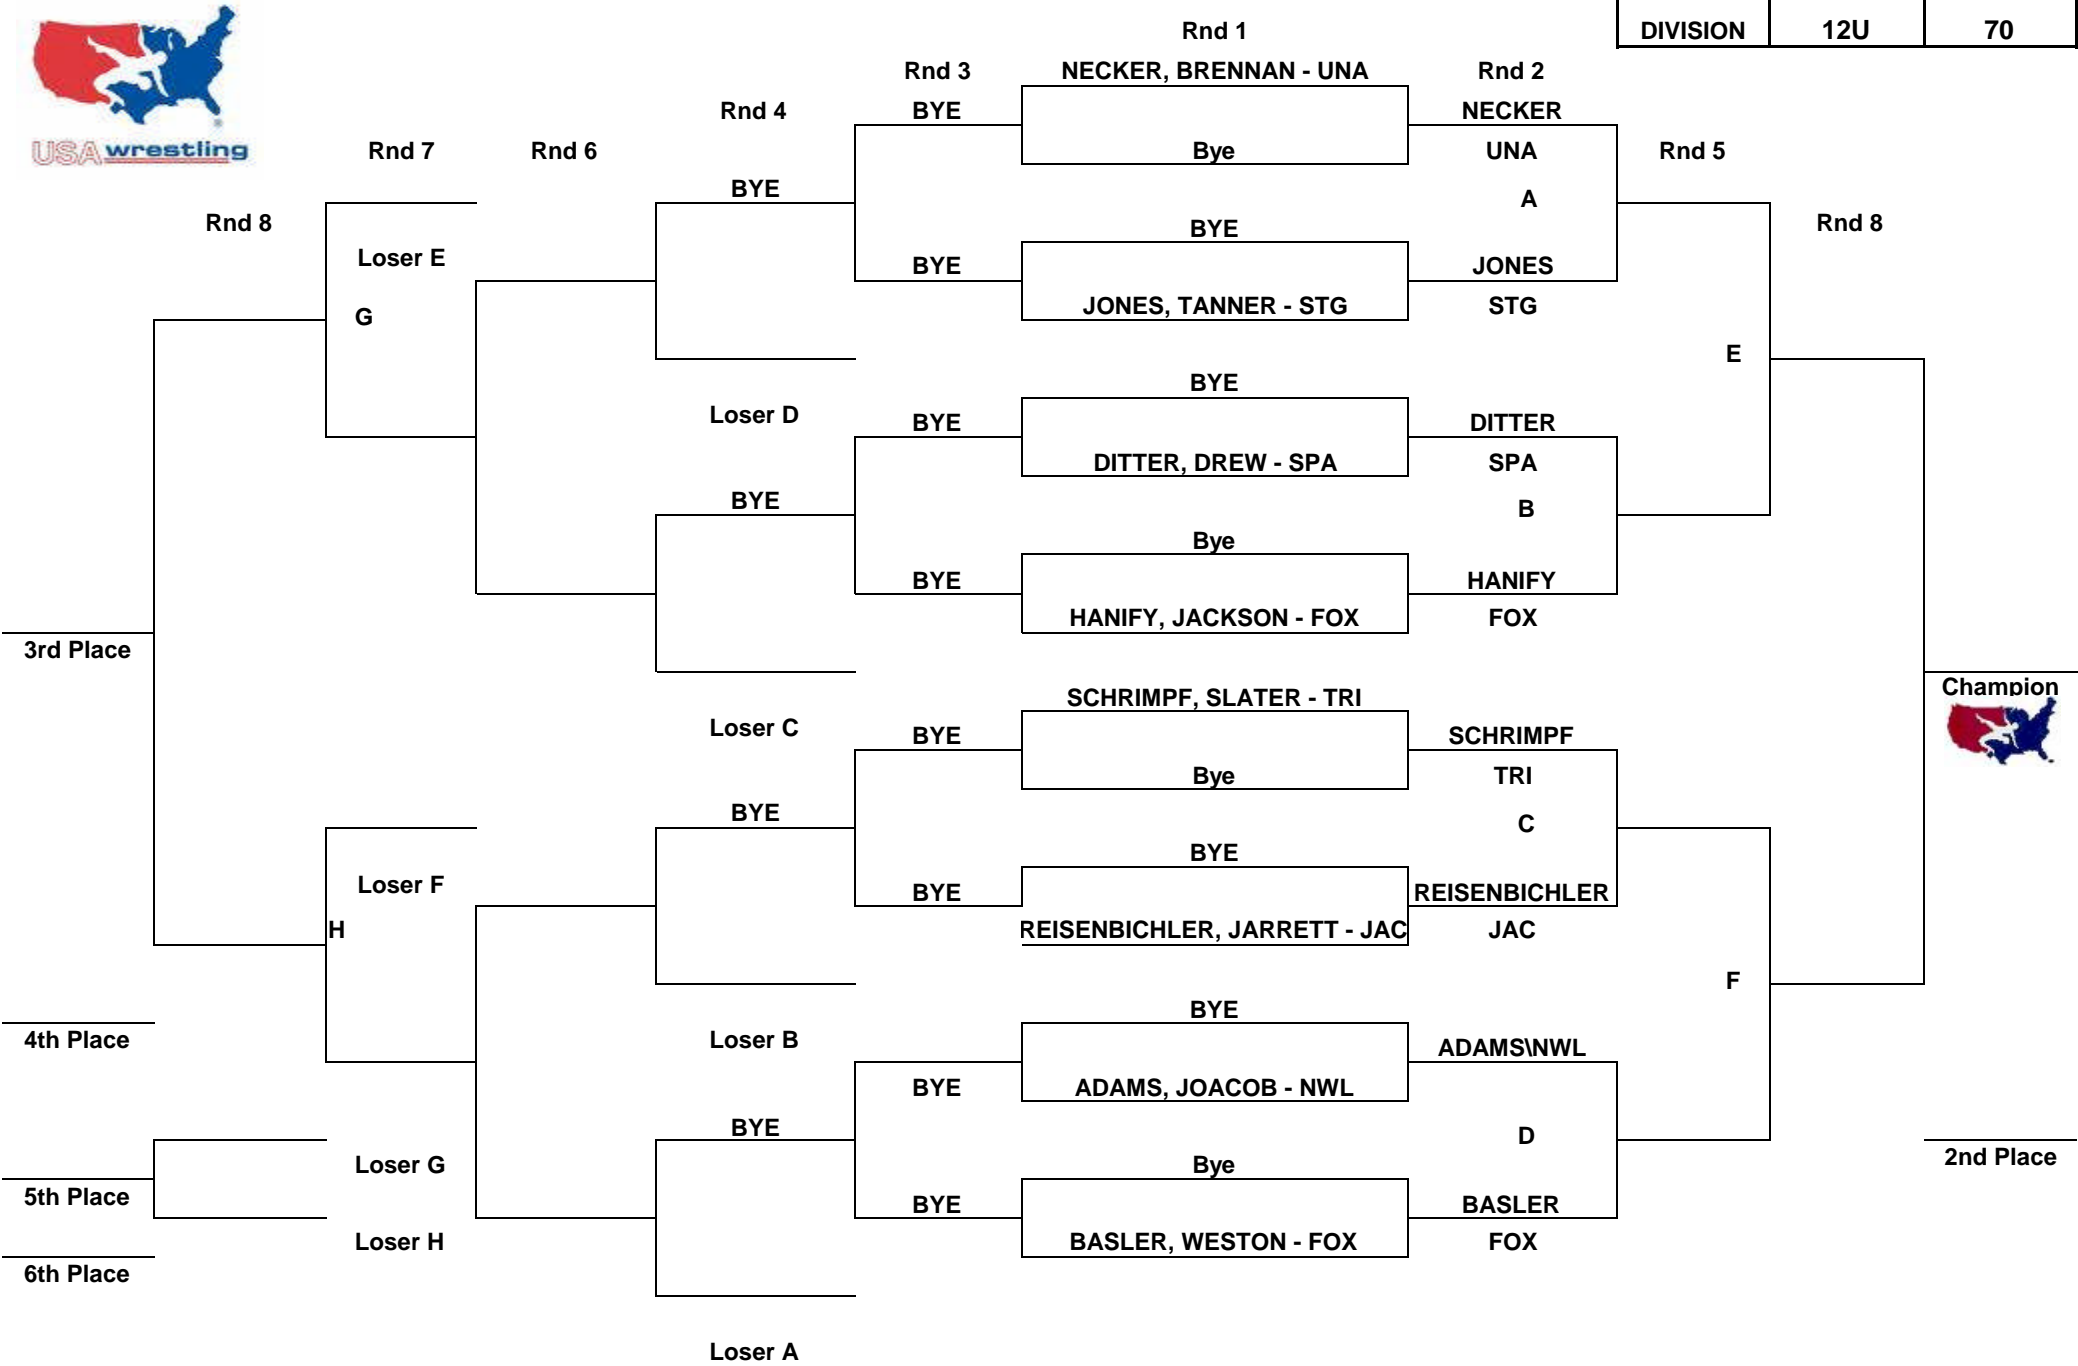 Rnd 1
DIVISION 12U 70
Rnd 3 NECKER, BRENNAN - UNA Rnd 2
Rnd 4 BYE NECKER
USA wrestling Rnd 7 Rnd 6 Bye UNA Rnd 5
BYE A
Rnd 8 BYE Rnd 8
Loser E BYE JONES
G JONES, TANNER - STG STG
E
BYE
Loser D BYE DITTER
DITTER, DREW - SPA SPA
BYE B
Bye
BYE HANIFY
HANIFY, JACKSON - FOX FOX
3rd Place
SCHRIMPF, SLATER - TRI Champion
Loser C BYE SCHRIMPF
Bye TRI
BYE C
BYE
Loser F BYE REISENBICHLER
H REISENBICHLER, JARRETT - JAC JAC
F
BYE
4th Place Loser B ADAMS\NWL
BYE ADAMS, JOACOB - NWL
BYE D
Loser G Bye 2nd Place
5th Place BYE BASLER
Loser H BASLER, WESTON - FOX FOX
6th Place
Loser A